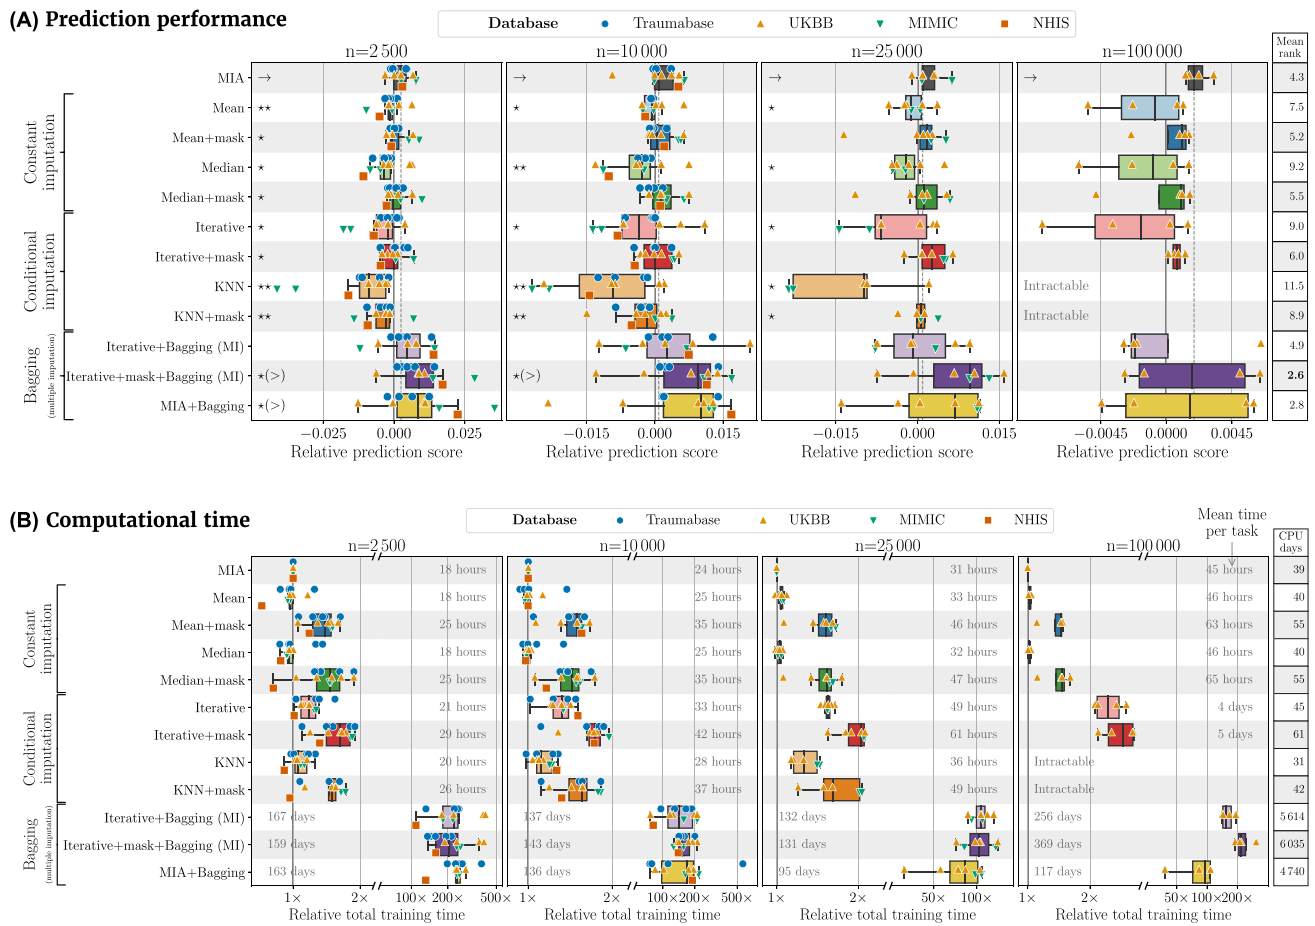 (A) Prediction performance
Database Traumabase UKBB MIMIC NHIS
n=2 500 n=10 000 n=25 000 n=100 000
Mean
rank
MIA → → → → 4.3
Mean ⋆⋆ ⋆ ⋆ 7.5
Mean+mask 5.2
Median ⋆ ⋆⋆ ⋆ 9.2
Median+mask ⋆ 5.5
Iterative ⋆ ⋆ ⋆ 9.0
Iterative+mask ⋆ 6.0
KNN ⋆⋆ ⋆⋆ ⋆ Intractable 11.5
KNN+mask ⋆⋆ ⋆⋆ ⋆ Intractable 8.9
Iterative+Bagging (MI) 4.9
Iterative+mask+Bagging (MI) ⋆(>) ⋆(>) 2.6
MIA+Bagging ⋆(>) 2.8
Constant
imputation
Conditional
imputation
Bagging
(multiple imputation)
−0.025 0.000 0.025 −0.015 0.000 0.015 −0.015 0.000 0.015 −0.0045 0.0000 0.0045
Relative prediction score Relative prediction score Relative prediction score Relative prediction score
(B) Computational time
Database Traumabase UKBB MIMIC NHIS
Mean time
per task
n=2 500 n=10 000 n=25 000 n=100 000
CPU
days
MIA 18 hours 24 hours 31 hours 45 hours 39
Mean 18 hours 25 hours 33 hours 46 hours 40
Mean+mask 25 hours 35 hours 46 hours 63 hours 55
Median 18 hours 25 hours 32 hours 46 hours 40
Median+mask 25 hours 35 hours 47 hours 65 hours 55
Iterative 21 hours 33 hours 49 hours 4 days 45
Iterative+mask 29 hours 42 hours 61 hours 5 days 61
KNN 20 hours 28 hours 36 hours Intractable 31
KNN+mask 26 hours 37 hours 49 hours Intractable 42
Iterative+Bagging (MI) 167 days 137 days 132 days 256 days 5 614
Iterative+mask+Bagging (MI) 159 days 143 days 131 days 369 days 6 035
MIA+Bagging 163 days 136 days 95 days 117 days 4 740
Constant
imputation
Conditional
imputation
Bagging
(multiple imputation)
1× 2× 100× 200× 500× 1× 2× 100× 200× 500× 1× 2× 50× 100× 1× 2× 50× 100× 200×
Relative total training time Relative total training time Relative total training time Relative total training time